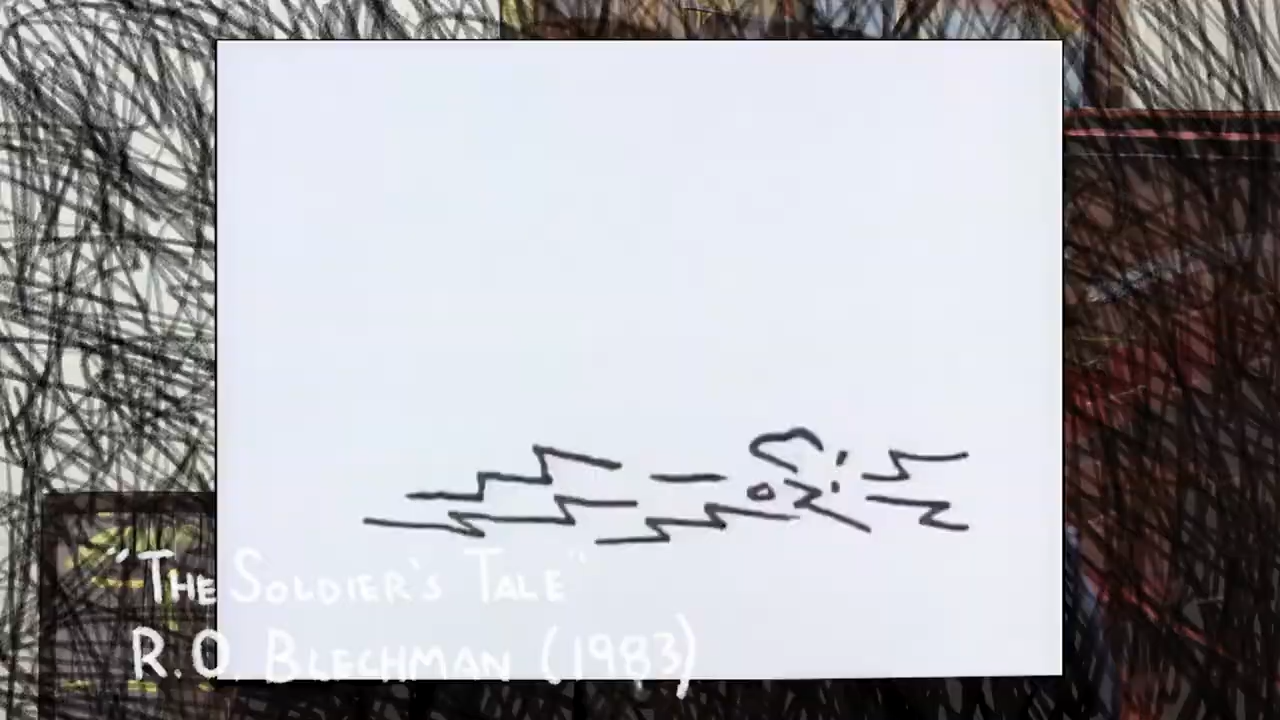 "The Soldier's Tale"
R.O. Blechman (1983)